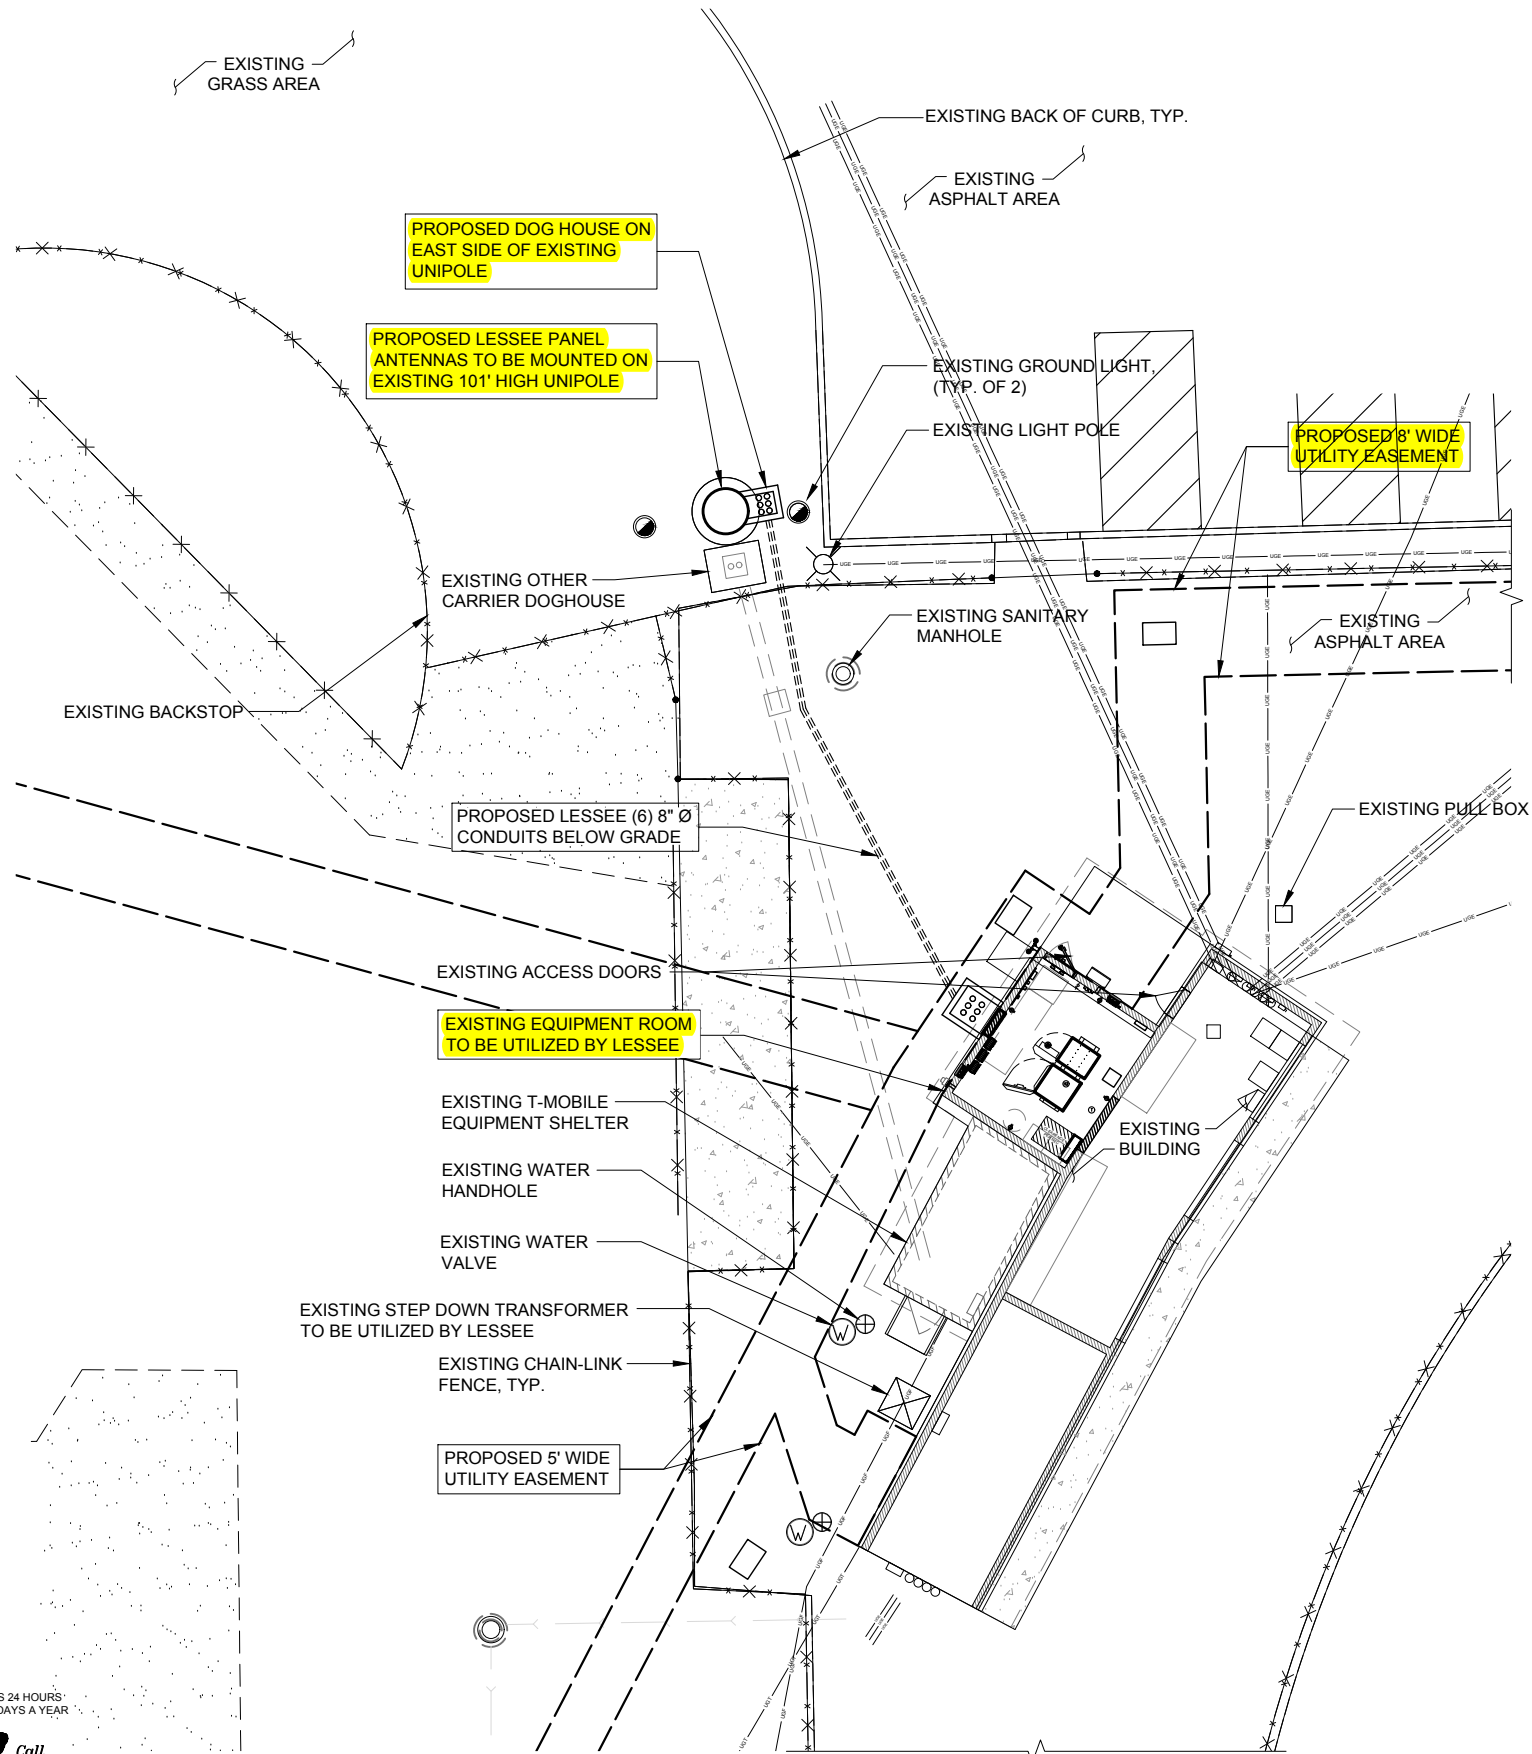 EXISTING
GRASS AREA
EXISTING BACK OF CURB, TYP.
EXISTING
ASPHALT AREA
PROPOSED DOG HOUSE ON
EAST SIDE OF EXISTING
UNIPOLE
PROPOSED LESSEE PANEL
ANTENNAS TO BE MOUNTED ON
EXISTING 101' HIGH UNIPOLE
EXISTING GROUND LIGHT,
(TYP. OF 2)
EXISTING LIGHT POLE
PROPOSED 8' WIDE
UTILITY EASEMENT
EXISTING OTHER
CARRIER DOGHOUSE
EXISTING SANITARY
MANHOLE
EXISTING
ASPHALT AREA
EXISTING BACKSTOP
PROPOSED LESSEE (6) 8" Ø
CONDUITS BELOW GRADE
EXISTING PULL BOX
EXISTING ACCESS DOORS
EXISTING EQUIPMENT ROOM
TO BE UTILIZED BY LESSEE
EXISTING T-MOBILE
EQUIPMENT SHELTER
EXISTING
BUILDING
EXISTING WATER
HANDHOLE
EXISTING WATER
VALVE
W
EXISTING STEP DOWN TRANSFORMER
TO BE UTILIZED BY LESSEE
EXISTING CHAIN-LINK
FENCE, TYP.
PROPOSED 5' WIDE
UTILITY EASEMENT
W
24 HOURS
DAYS A YEAR
Call